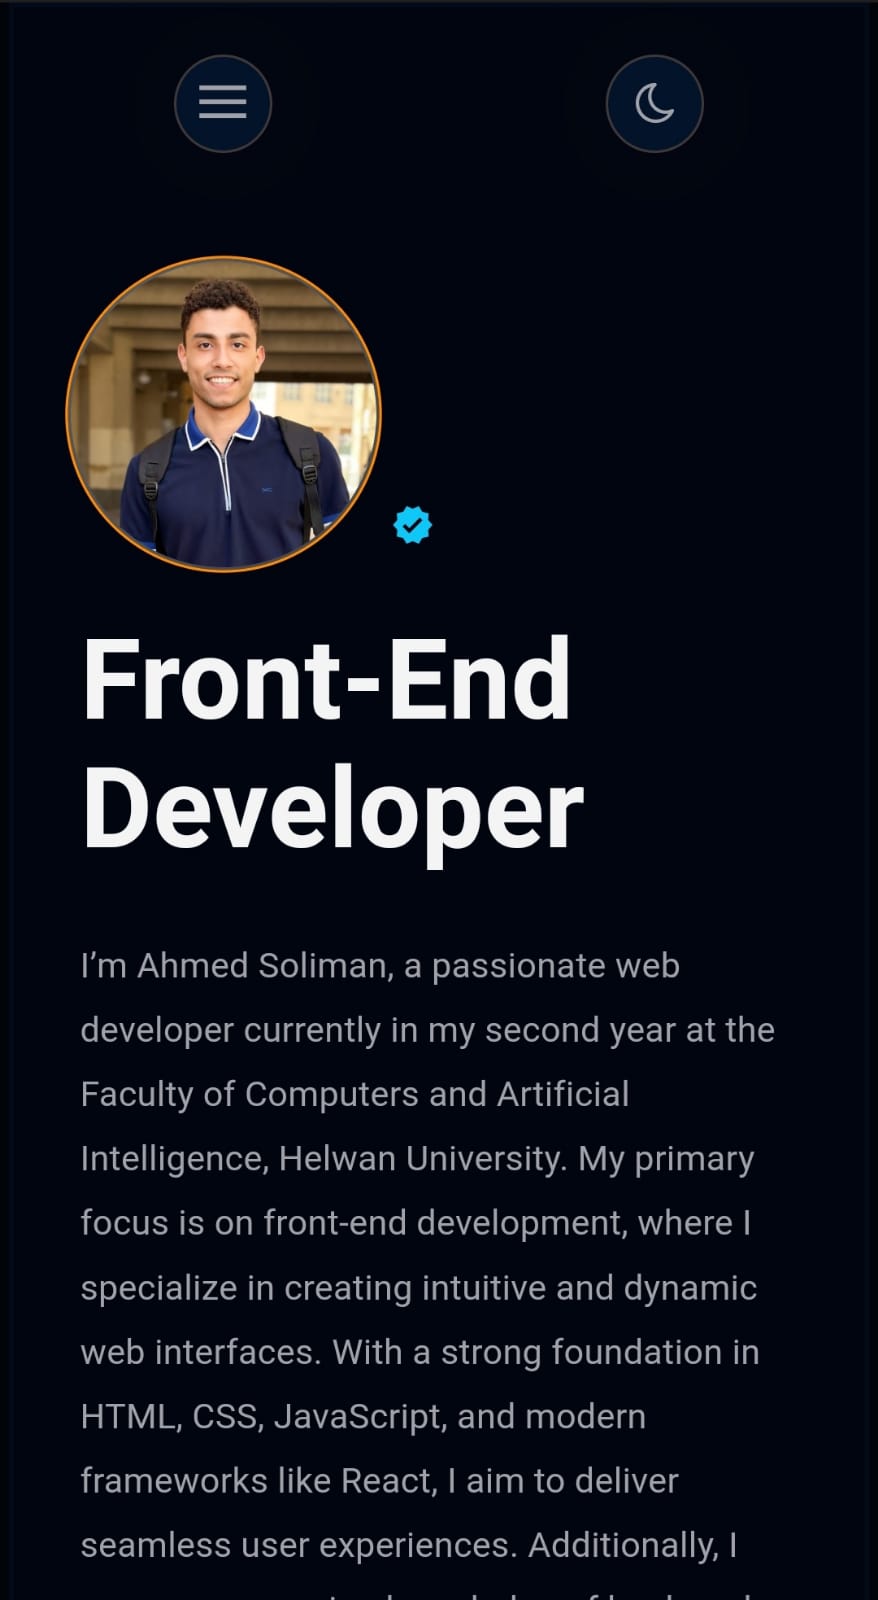 Front-End
Developer
I’m Ahmed Soliman, a passionate web
developer currently in my second year at the
Faculty of Computers and Artificial
Intelligence, Helwan University. My primary
focus is on front-end development, where I
specialize in creating intuitive and dynamic
web interfaces. With a strong foundation in
HTML, CSS, JavaScript, and modern
frameworks like React, I aim to deliver
seamless user experiences. Additionally, I